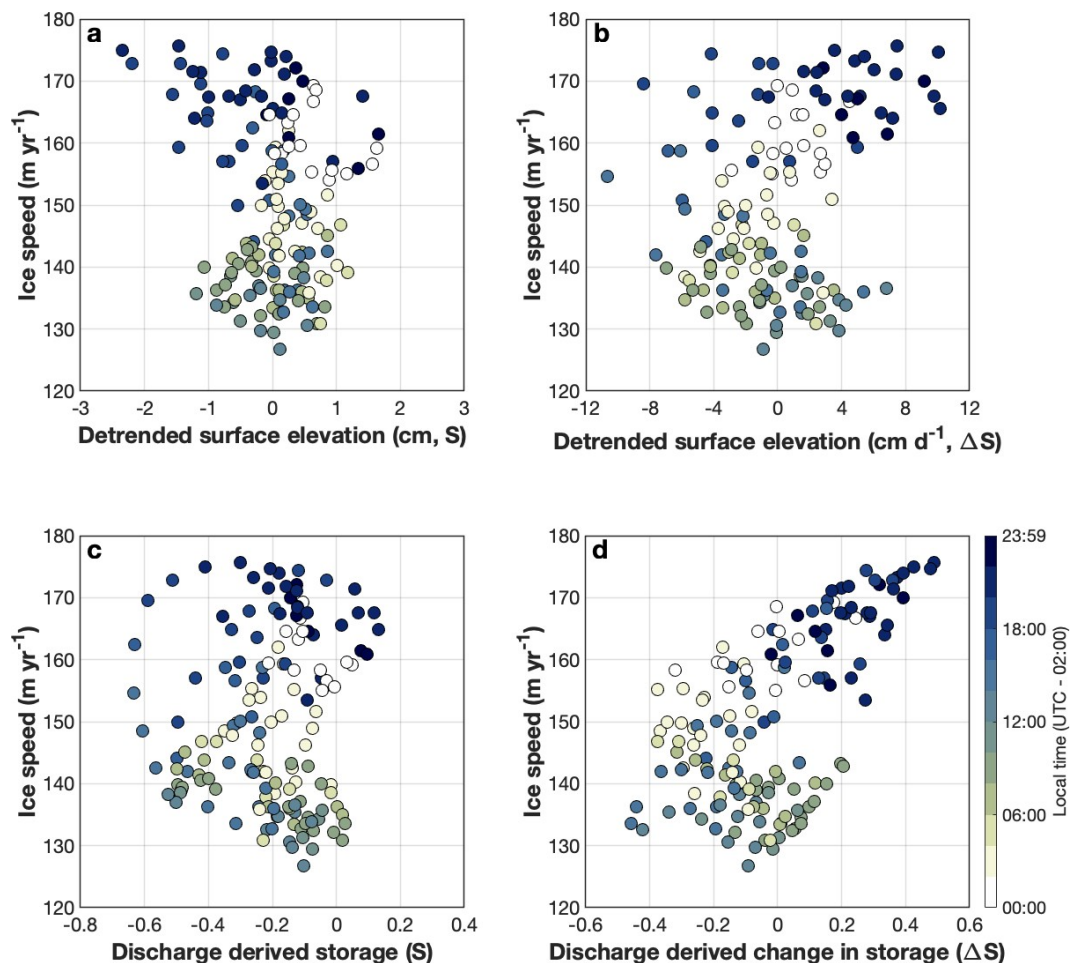 a
180
170
160
150
140
130
120
Ice speed (m yr⁻¹)
-3 -2 -1 0 1 2 3
Detrended surface elevation (cm, S)
b
180
170
160
150
140
130
120
Ice speed (m yr⁻¹)
-12 -8 -4 0 4 8 12
Detrended surface elevation (cm d⁻¹, ΔS)
c
180
170
160
150
140
130
120
Ice speed (m yr⁻¹)
-0.8 -0.6 -0.4 -0.2 0 0.2 0.4
Discharge derived storage (S)
d
180
170
160
150
140
130
120
Ice speed (m yr⁻¹)
-0.6 -0.4 -0.2 0 0.2 0.4 0.6
Discharge derived change in storage (ΔS)
23:59
18:00
12:00
06:00
00:00
Local time (UTC - 02:00)